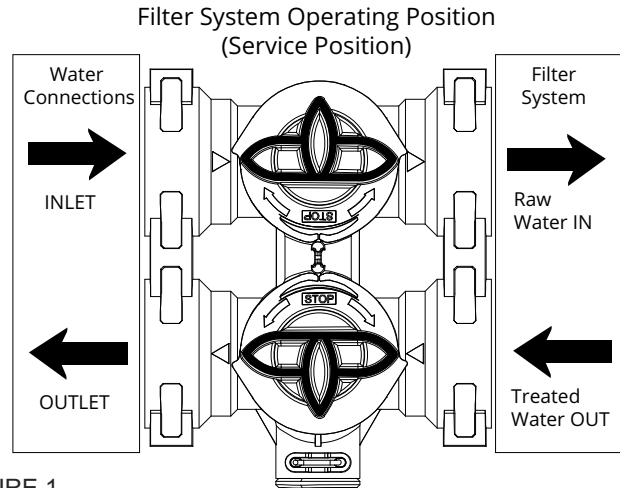 Filter System Operating Position
(Service Position)
Water
Connections
INLET
OUTLET
STOP
STOP
Filter
System
Raw
Water IN
Treated
Water OUT